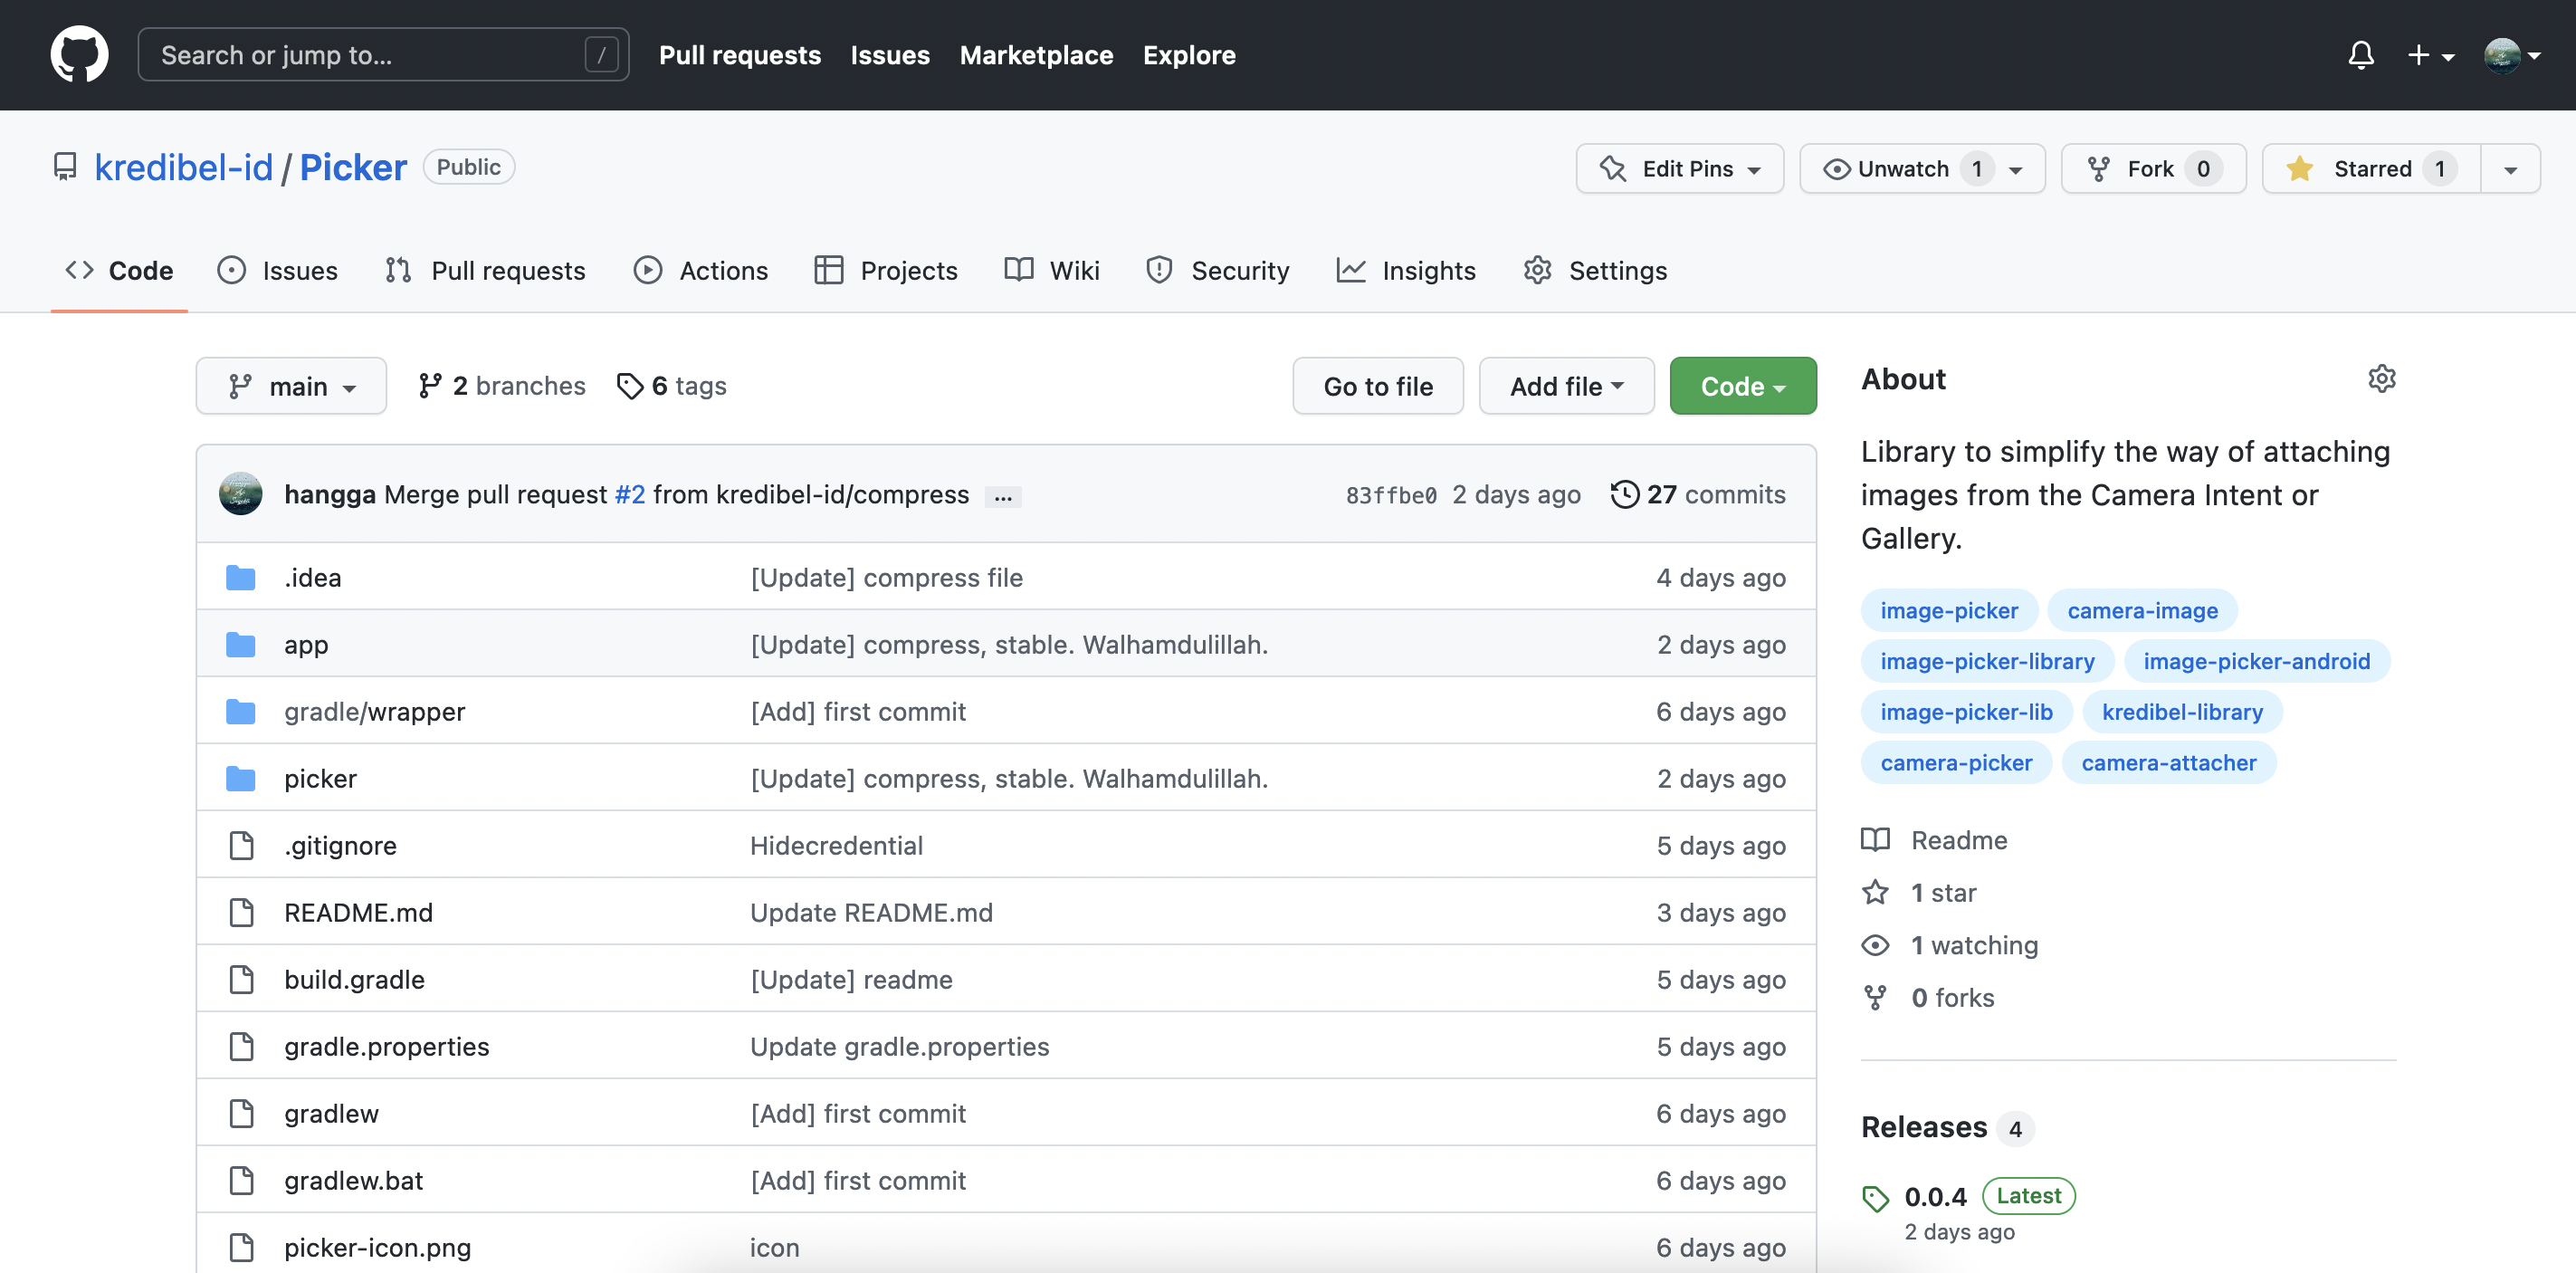 Search or jump to... /
Pull requests Issues Marketplace Explore
kredibel-id / Picker Public
Edit Pins Unwatch 1 Fork 0 Starred 1
Code Issues Pull requests Actions Projects Wiki Security Insights Settings
main 2 branches 6 tags Go to file Add file Code
hangga Merge pull request #2 from kredibel-id/compress ... 83ffbe0 2 days ago 27 commits
.idea [Update] compress file 4 days ago
app [Update] compress, stable. Walhamdulillah. 2 days ago
gradle/wrapper [Add] first commit 6 days ago
picker [Update] compress, stable. Walhamdulillah. 2 days ago
.gitignore Hidecredential 5 days ago
README.md Update README.md 3 days ago
build.gradle [Update] readme 5 days ago
gradle.properties Update gradle.properties 5 days ago
gradlew [Add] first commit 6 days ago
gradlew.bat [Add] first commit 6 days ago
picker-icon.png icon 6 days ago
About
Library to simplify the way of attaching
images from the Camera Intent or
Gallery.
image-picker camera-image
image-picker-library image-picker-android
image-picker-lib kredibel-library
camera-picker camera-attacher
Readme
1 star
1 watching
0 forks
Releases 4
0.0.4 Latest
2 days ago